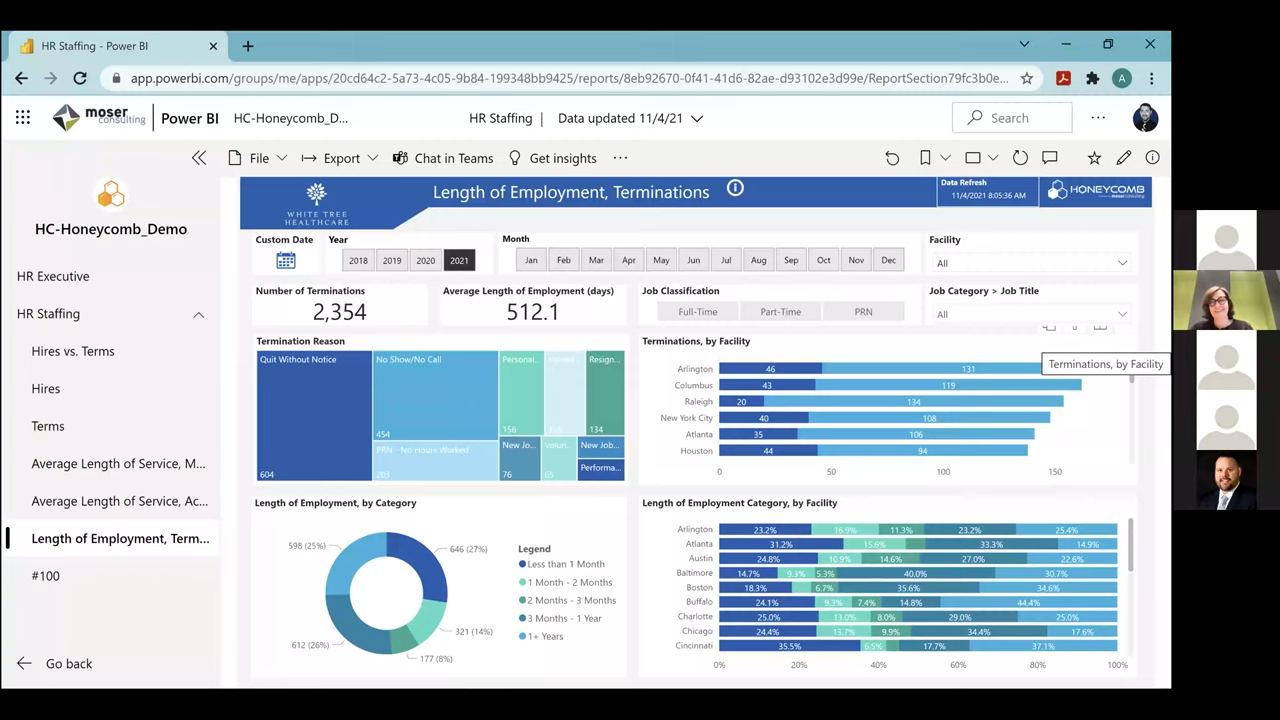 HR Staffing - Power BI
app.powerbi.com/groups/me/apps/20cd64c2-5a73-4c05-9b84-199348bb9425/reports/8eb92670-0f41-41d6-82ae-d93102e3d99e/ReportSection79fc3b0e...
A
moser consulting
Power BI
HC-Honeycomb_D...
HR Staffing | Data updated 11/4/21
Search
File
Export
Chat in Teams
Get insights
HC-Honeycomb_Demo
HR Executive
HR Staffing
Hires vs. Terms
Hires
Terms
Average Length of Service, M...
Average Length of Service, Ac...
Length of Employment, Term...
#100
Go back
WHITE TREE
HEALTHCARE
Length of Employment, Terminations
Data Refresh
11/4/2021 8:05:36 AM
HONEYCOMB
Custom Date
Year
2018 2019 2020 2021
Month
Jan Feb Mar Apr May Jun Jul Aug Sep Oct Nov Dec
Facility
All
Number of Terminations
2,354
Average Length of Employment (days)
512.1
Job Classification
Full-Time Part-Time PRN
Job Category > Job Title
All
Termination Reason
Quit Without Notice
604
No Show/No Call
454
PRN - No Hours Worked
203
Personal...
156
Resign...
134
New Jo...
76
Volun...
65
New Job...
Performa...
Terminations, by Facility
Terminations, by Facility
Arlington 46 131
Columbus 43 119
Raleigh 20 134
New York City 40 108
Atlanta 35 106
Houston 44 94
0 50 100 150
Length of Employment, by Category
598 (25%)
646 (27%)
321 (14%)
177 (8%)
612 (26%)
Legend
Less than 1 Month
1 Month - 2 Months
2 Months - 3 Months
3 Months - 1 Year
1+ Years
Length of Employment Category, by Facility
Arlington 23.2% 16.9% 11.3% 23.2% 25.4%
Atlanta 31.2% 15.6% 33.3% 14.9%
Austin 24.8% 10.9% 14.6% 27.0% 22.6%
Baltimore 14.7% 9.3% 5.3% 40.0% 30.7%
Boston 18.3% 6.7% 35.6% 34.6%
Buffalo 24.1% 9.3% 7.4% 14.8% 44.4%
Charlotte 25.0% 13.0% 8.0% 29.0% 25.0%
Chicago 24.4% 13.7% 9.9% 34.4% 17.6%
Cincinnati 35.5% 6.5% 17.7% 37.1%
0% 20% 40% 60% 80% 100%